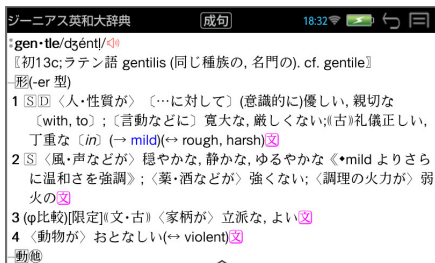 ジーニアス英和大辞典 成句 18:32
:gen·tle/dʒéntl/
〖初13c;ラテン語 gentilis (同じ種族の, 名門の). cf. gentile〗
—形(-er 型)
1 S D 〈人・性質が〉〔…に対して〕(意識的に)優しい, 親切な
〔with, to〕;〔言動などに〕寛大な, 厳しくない;⦅古⦆礼儀正しい,
丁重な〔in〕(→ mild)(↔ rough, harsh)文
2 S 〈風・声などが〉穏やかな, 静かな, ゆるやかな《◆mild よりさら
に温和さを強調》;〈薬・酒などが〉強くない;〈調理の火力が〉弱
火の文
3 (φ比較)[限定]⦅文・古⦆〈家柄が〉立派な, よい文
4 〈動物が〉おとなしい(↔ violent)文
—動他